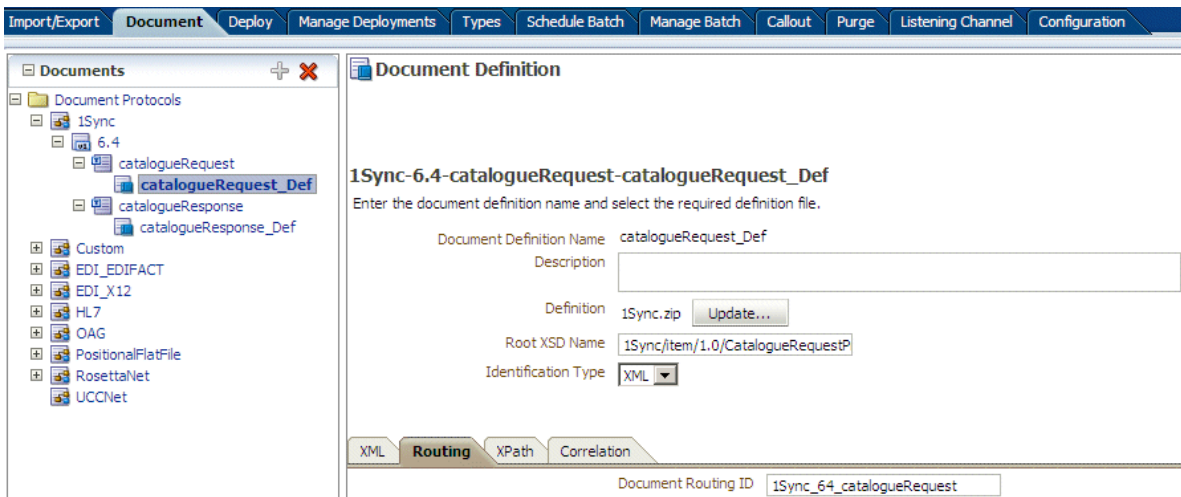 Import/Export Document Deploy Manage Deployments Types Schedule Batch Manage Batch Callout Purge Listening Channel Configuration
Documents
Document Protocols
1Sync
6.4
catalogueRequest
catalogueRequest_Def
catalogueResponse
catalogueResponse_Def
Custom
EDI_EDIFACT
EDI_X12
HL7
OAG
PositionalFlatFile
RosettaNet
UCCNet
Document Definition
1Sync-6.4-catalogueRequest-catalogueRequest_Def
Enter the document definition name and select the required definition file.
Document Definition Name catalogueRequest_Def
Description
Definition 1Sync.zip Update...
Root XSD Name 1Sync/item/1.0/CatalogueRequestP
Identification Type XML
XML Routing XPath Correlation
Document Routing ID 1Sync_64_catalogueRequest